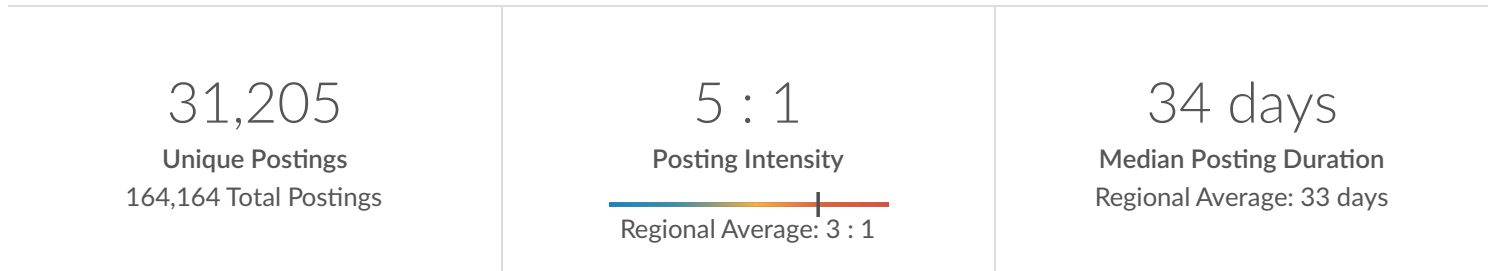 31,205
Unique Postings
164,164 Total Postings
5 : 1
Posting Intensity
Regional Average: 3 : 1
34 days
Median Posting Duration
Regional Average: 33 days